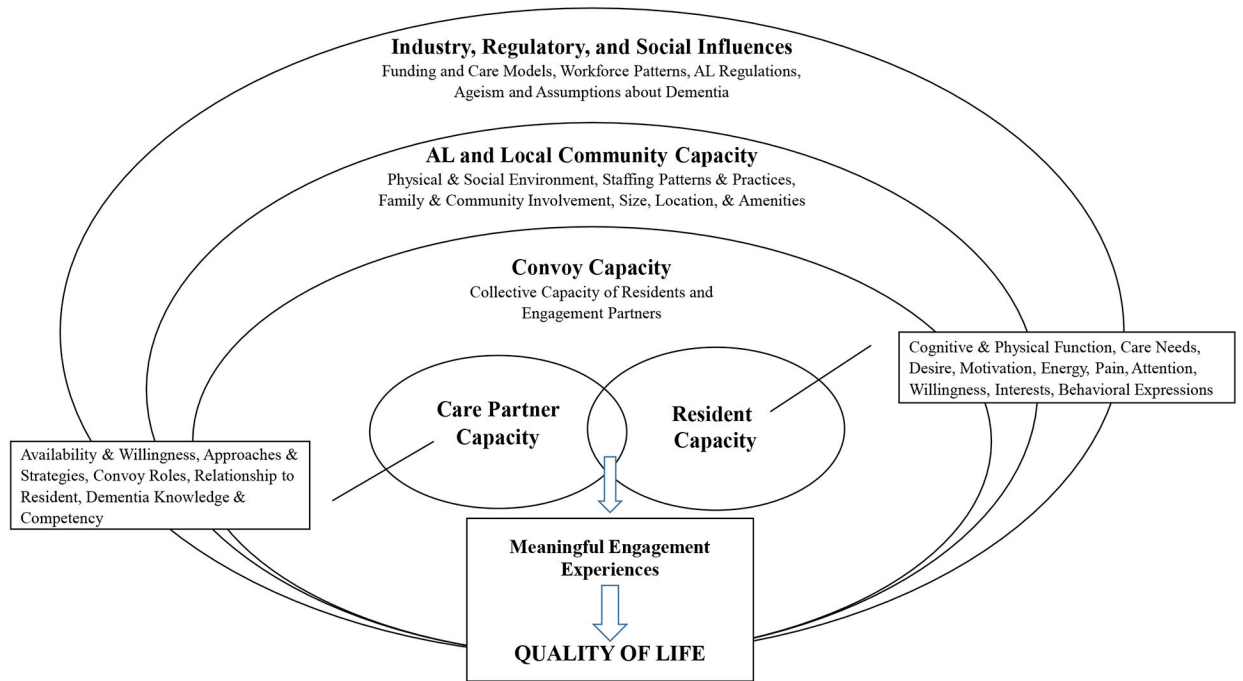 Industry, Regulatory, and Social Influences
Funding and Care Models, Workforce Patterns, AL Regulations,
Ageism and Assumptions about Dementia
AL and Local Community Capacity
Physical & Social Environment, Staffing Patterns & Practices,
Family & Community Involvement, Size, Location, & Amenities
Convoy Capacity
Collective Capacity of Residents and
Engagement Partners
Cognitive & Physical Function, Care Needs,
Desire, Motivation, Energy, Pain, Attention,
Willingness, Interests, Behavioral Expressions
Care Partner
Capacity
Resident
Capacity
Availability & Willingness, Approaches &
Strategies, Convoy Roles, Relationship to
Resident, Dementia Knowledge &
Competency
Meaningful Engagement
Experiences
QUALITY OF LIFE